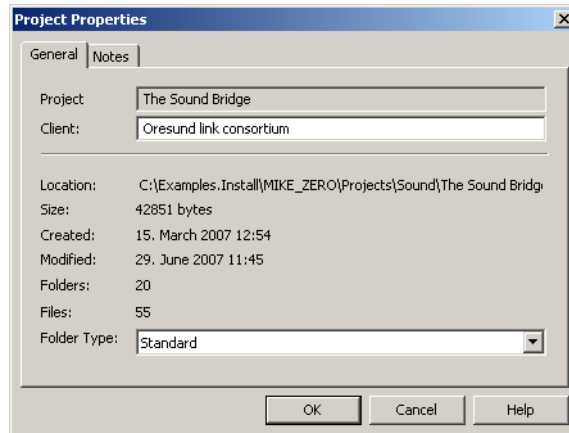 Project Properties
General Notes
Project The Sound Bridge
Client: Oresund link consortium
Location: C:\Examples.Install\MIKE_ZERO\Projects\Sound\The Sound Bridg
Size: 42851 bytes
Created: 15. March 2007 12:54
Modified: 29. June 2007 11:45
Folders: 20
Files: 55
Folder Type: Standard
OK Cancel Help